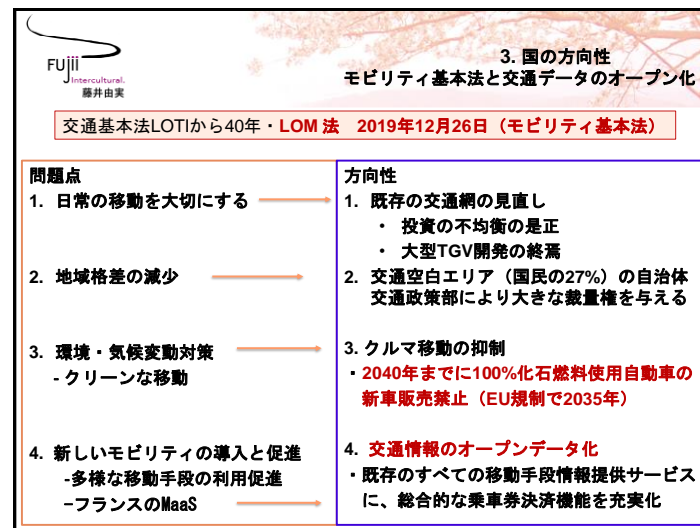 FUjii
Intercultural.
藤井由実
3. 国の方向性
モビリティ基本法と交通データのオープン化
交通基本法LOTIから40年・LOM 法　2019年12月26日（モビリティ基本法）
問題点
1. 日常の移動を大切にする
2. 地域格差の減少
3. 環境・気候変動対策
- クリーンな移動
4. 新しいモビリティの導入と促進
-多様な移動手段の利用促進
-フランスのMaaS
方向性
1. 既存の交通網の見直し
・ 投資の不均衡の是正
・ 大型TGV開発の終焉
2. 交通空白エリア（国民の27%）の自治体
交通政策部により大きな裁量権を与える
3. クルマ移動の抑制
・2040年までに100%化石燃料使用自動車の
新車販売禁止（EU規制で2035年）
4. 交通情報のオープンデータ化
・既存のすべての移動手段情報提供サービス
に、総合的な乗車券決済機能を充実化